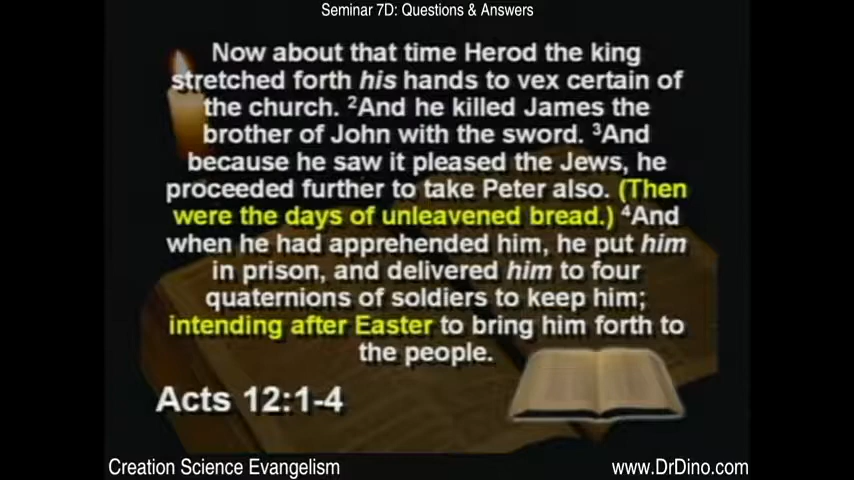 Seminar 7D: Questions & Answers
Now about that time Herod the king
stretched forth his hands to vex certain of
the church. ²And he killed James the
brother of John with the sword. ³And
because he saw it pleased the Jews, he
proceeded further to take Peter also. (Then
were the days of unleavened bread.) ⁴And
when he had apprehended him, he put him
in prison, and delivered him to four
quaternions of soldiers to keep him;
intending after Easter to bring him forth to
the people.
Acts 12:1-4
Creation Science Evangelism
www.DrDino.com